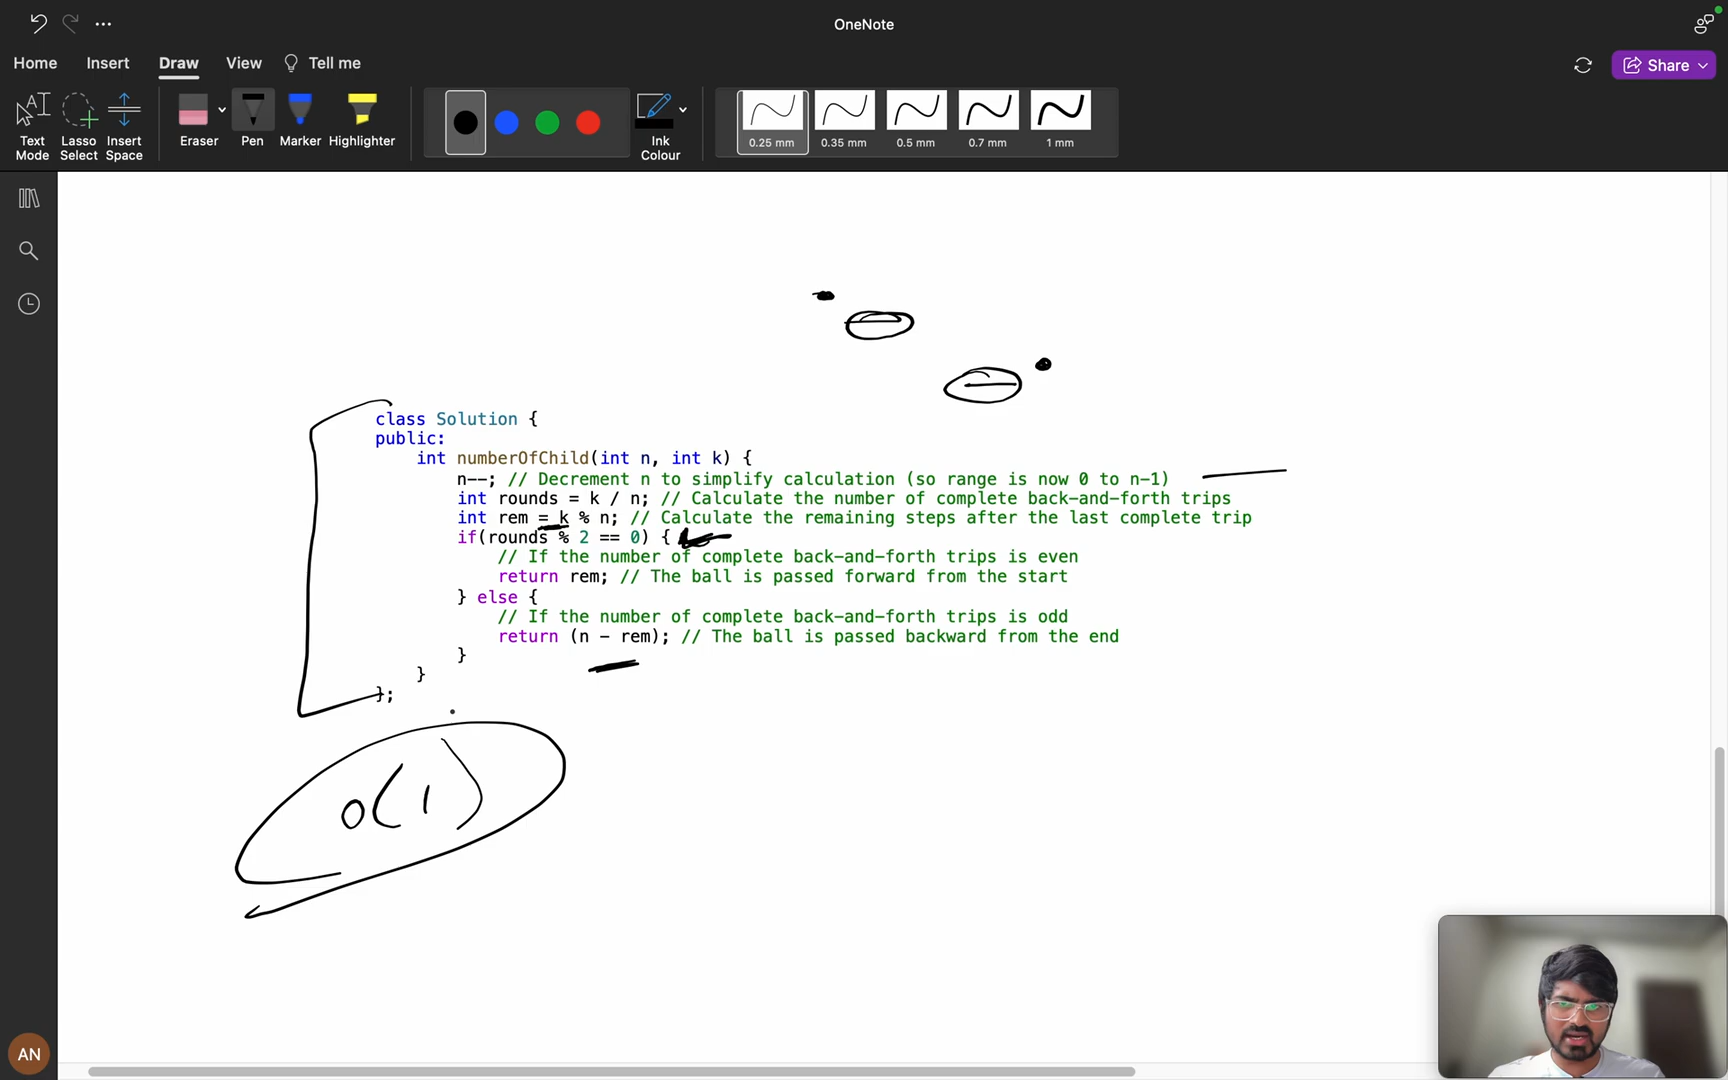 OneNote
Home Insert Draw View Tell me
Share
Text Mode
Lasso Select
Insert Space
Eraser
Pen
Marker
Highlighter
Ink Colour
0.25 mm
0.35 mm
0.5 mm
0.7 mm
1 mm
class Solution {
public:
int numberOfChild(int n, int k) {
n--; // Decrement n to simplify calculation (so range is now 0 to n-1)
int rounds = k / n; // Calculate the number of complete back-and-forth trips
int rem = k % n; // Calculate the remaining steps after the last complete trip
if(rounds % 2 == 0) {
// If the number of complete back-and-forth trips is even
return rem; // The ball is passed forward from the start
} else {
// If the number of complete back-and-forth trips is odd
return (n - rem); // The ball is passed backward from the end
}
}
};
O(1)
AN